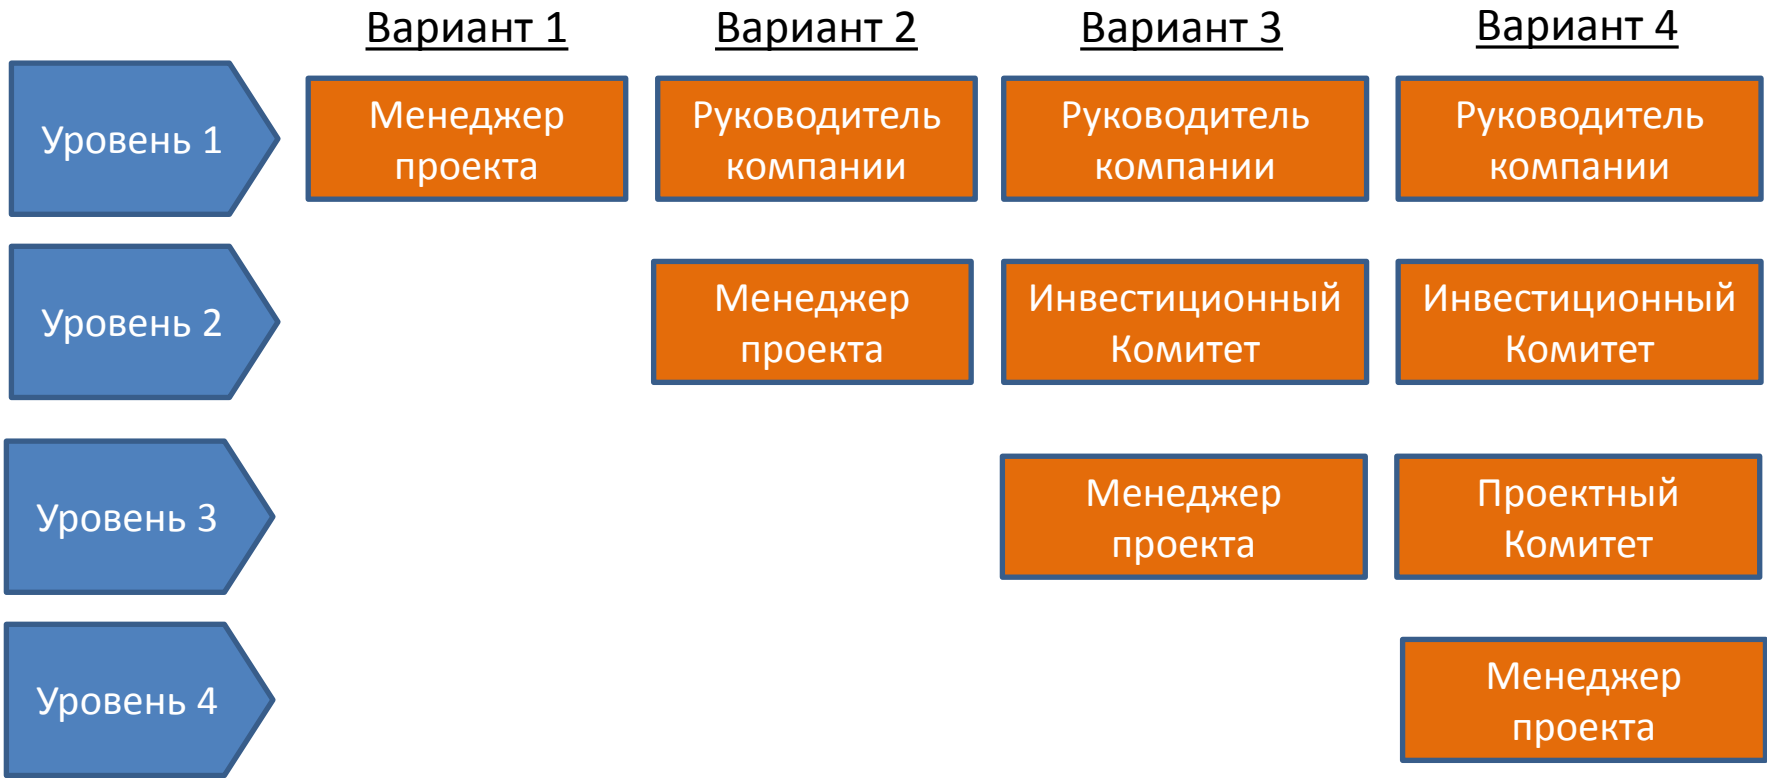 Вариант 1
Вариант 2
Вариант 3
Вариант 4
Уровень 1
Менеджер
проекта
Руководитель
компании
Руководитель
компании
Руководитель
компании
Уровень 2
Менеджер
проекта
Инвестиционный
Комитет
Инвестиционный
Комитет
Уровень 3
Менеджер
проекта
Проектный
Комитет
Уровень 4
Менеджер
проекта